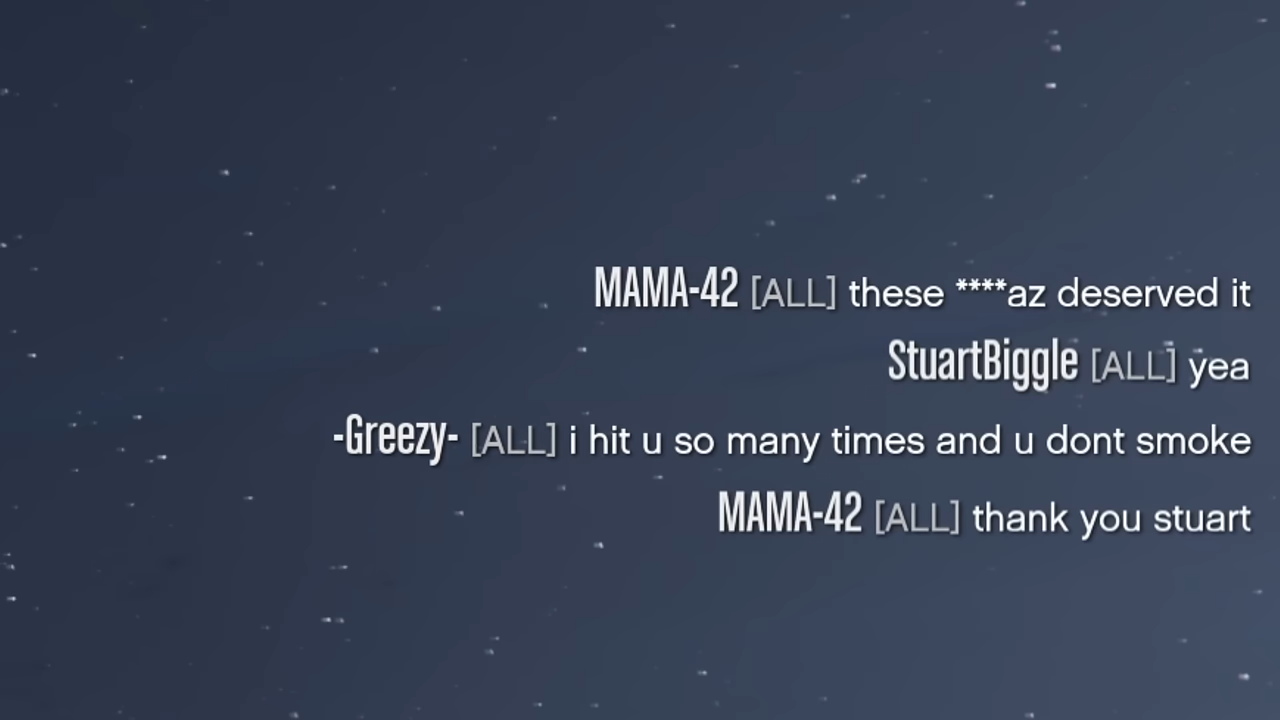 MAMA-42 [ALL] these ****az deserved it
StuartBiggle [ALL] yea
-Greezy- [ALL] i hit u so many times and u dont smoke
MAMA-42 [ALL] thank you stuart